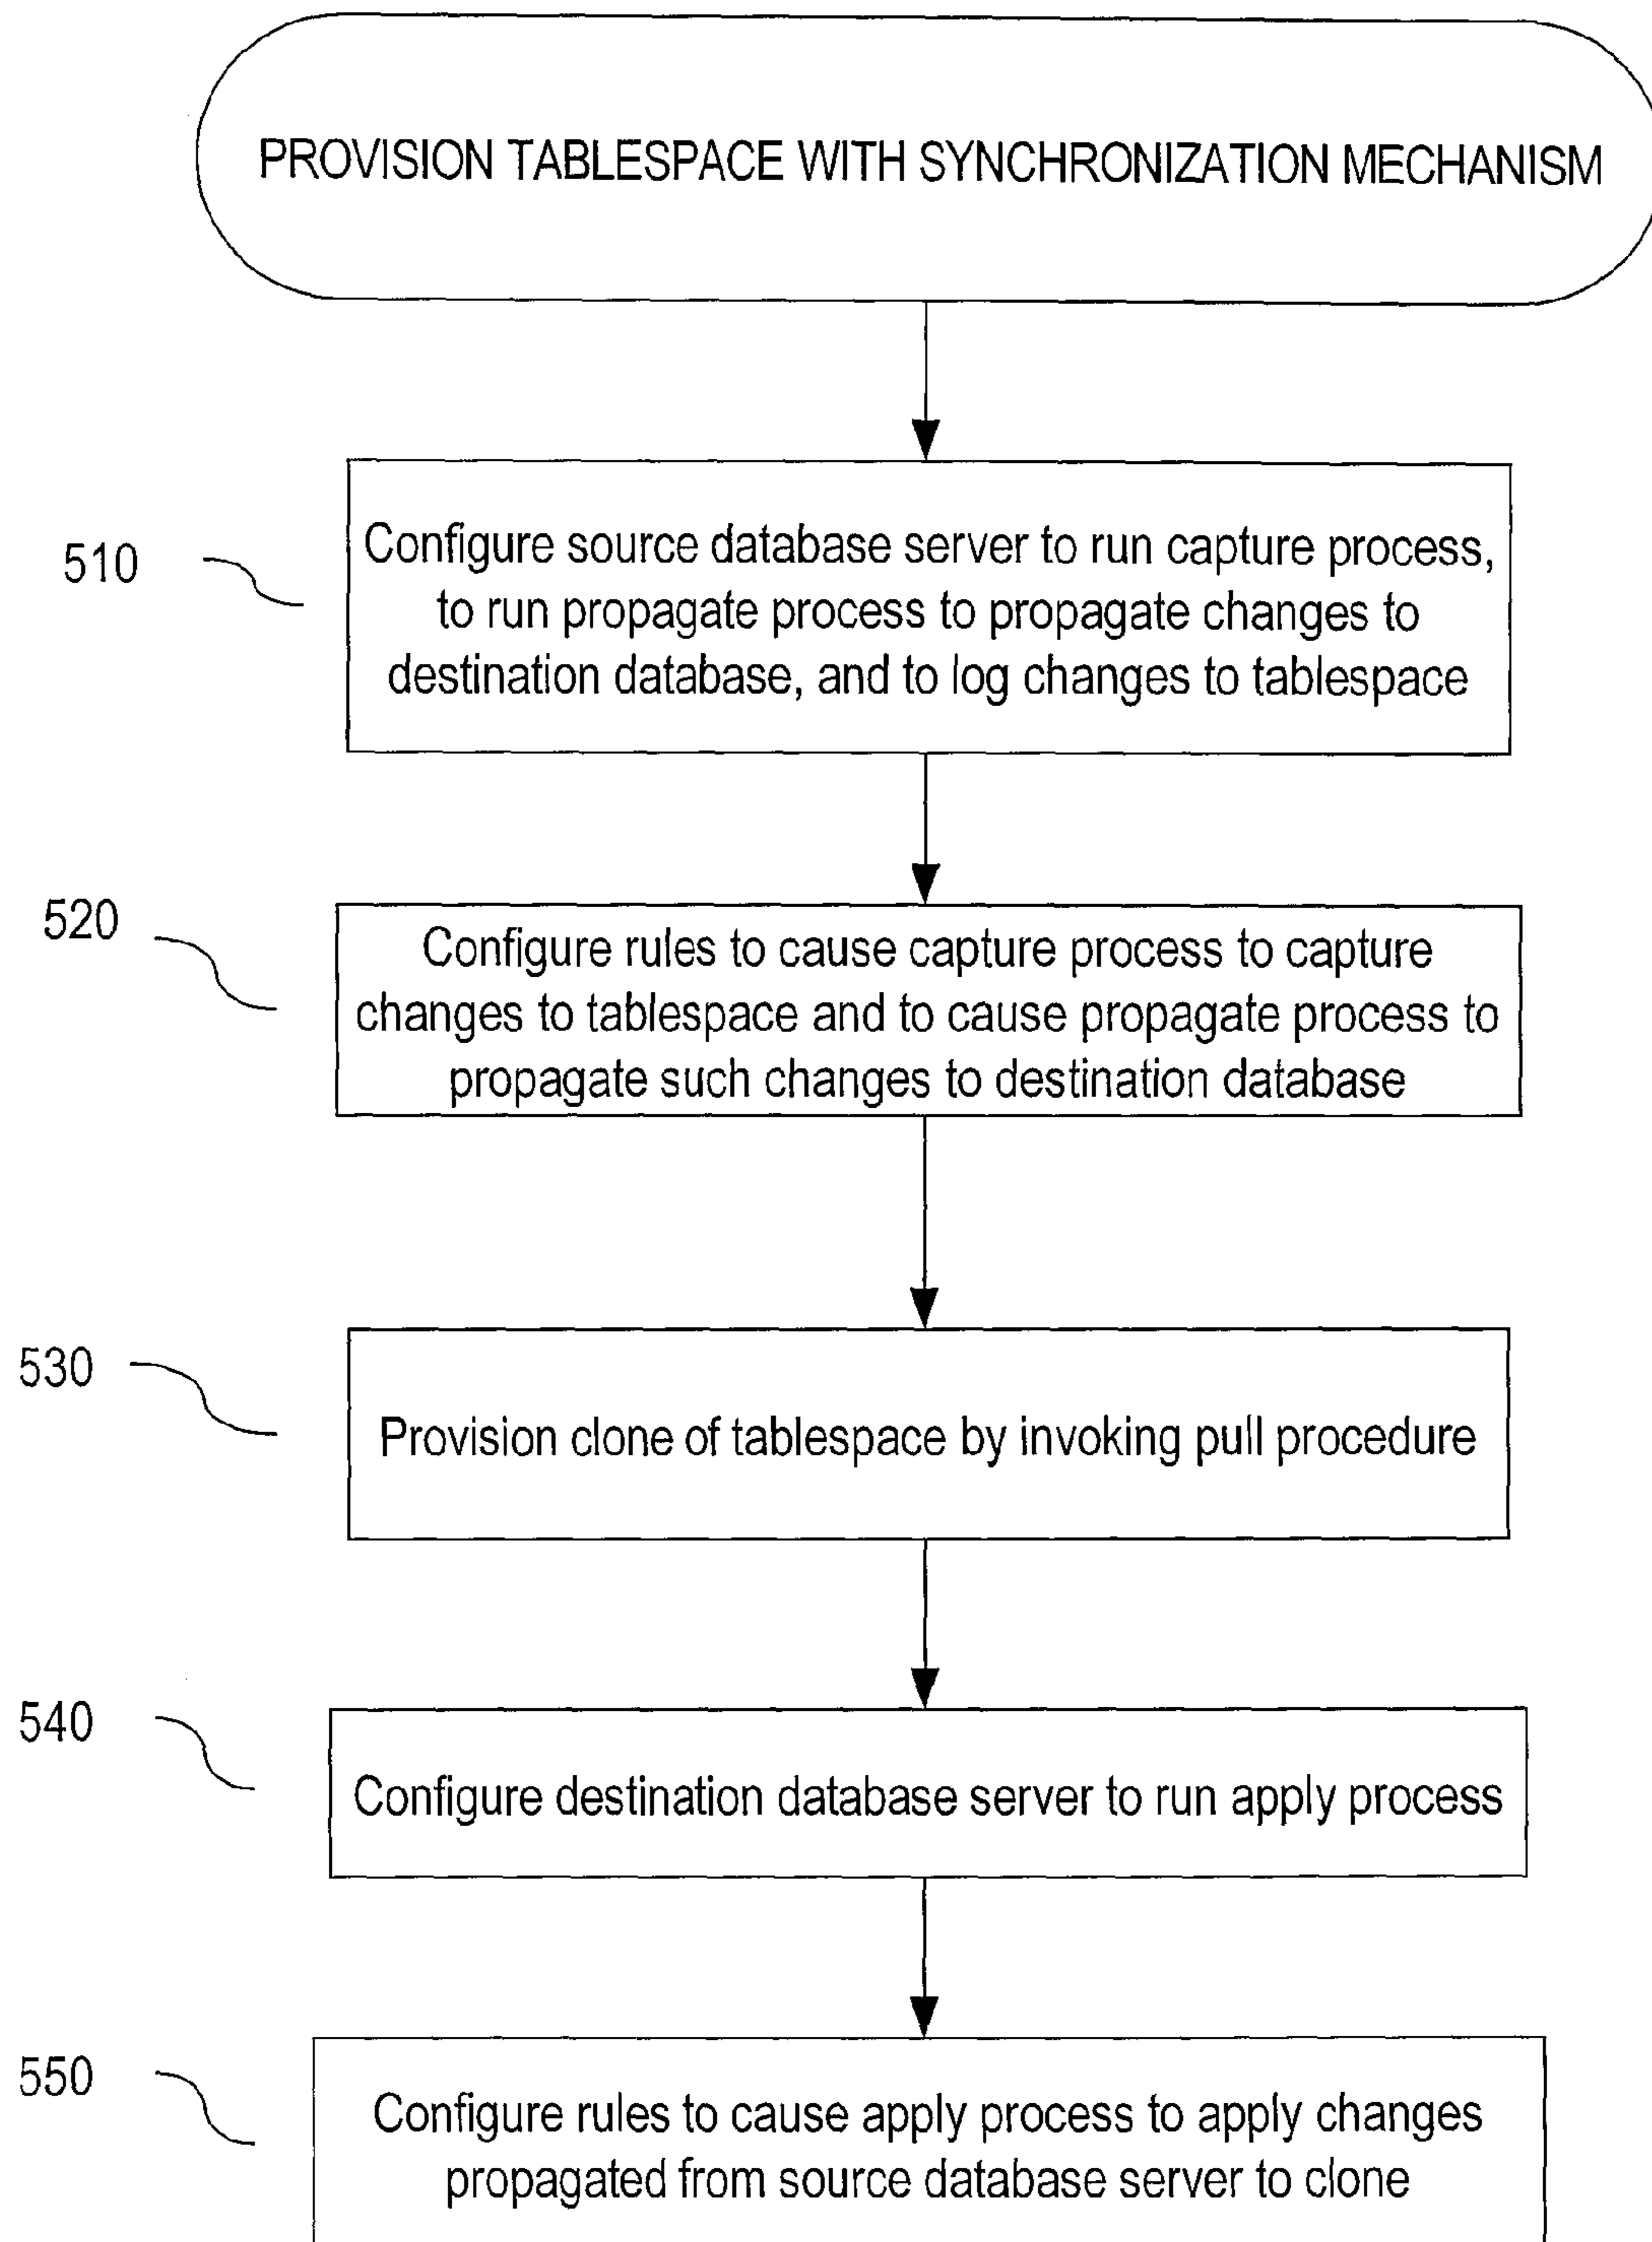 PROVISION TABLESPACE WITH SYNCHRONIZATION MECHANISM
510
Configure source database server to run capture process,
to run propagate process to propagate changes to
destination database, and to log changes to tablespace
520
Configure rules to cause capture process to capture
changes to tablespace and to cause propagate process to
propagate such changes to destination database
530
Provision clone of tablespace by invoking pull procedure
540
Configure destination database server to run apply process
550
Configure rules to cause apply process to apply changes
propagated from source database server to clone